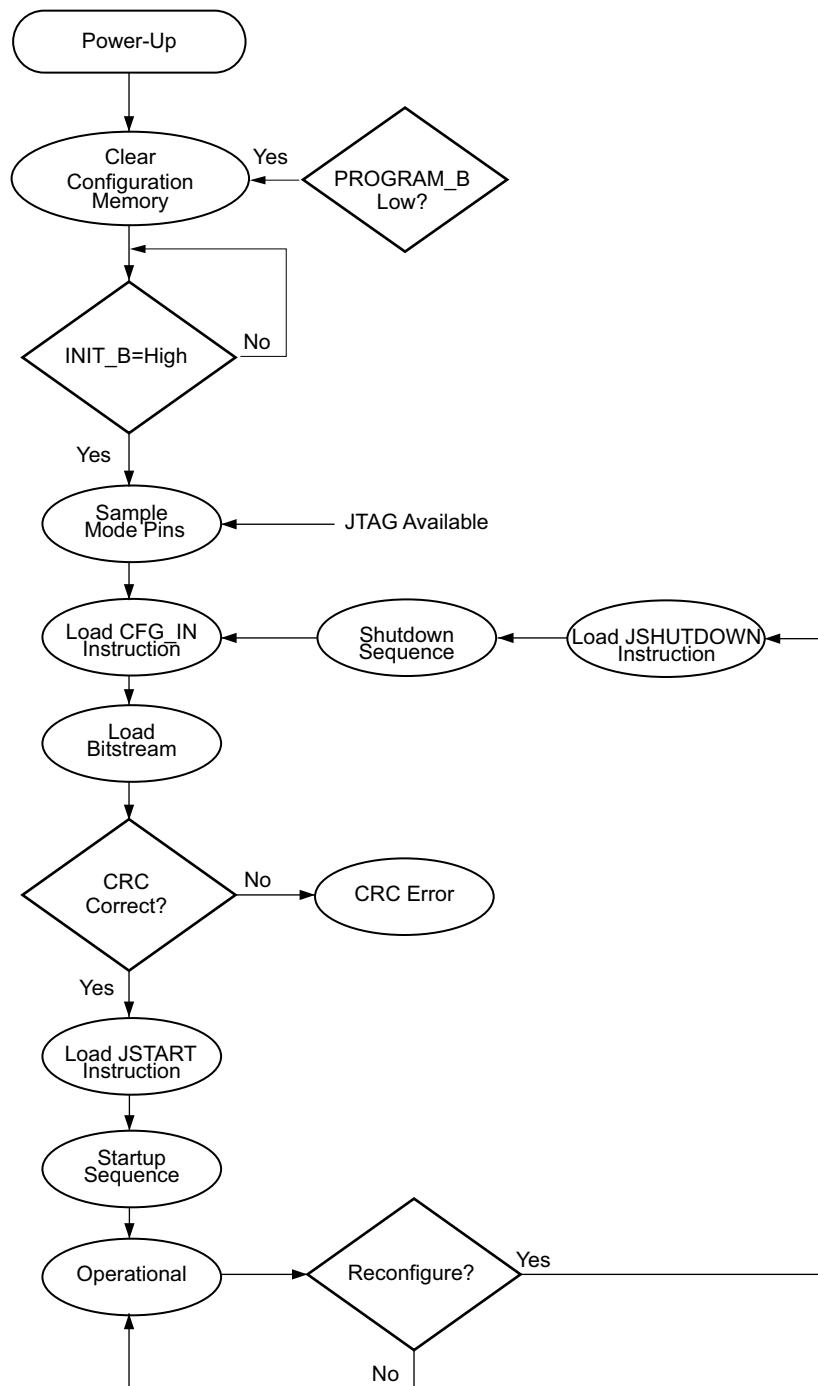 Power-Up
Clear
Configuration
Memory
Yes
PROGRAM_B
Low?
INIT_B=High
No
Yes
Sample
Mode Pins
JTAG Available
Load CFG_IN
Instruction
Shutdown
Sequence
Load JSHUTDOWN
Instruction
Load
Bitstream
CRC
Correct?
No
CRC Error
Yes
Load JSTART
Instruction
Startup
Sequence
Operational
Reconfigure?
Yes
No